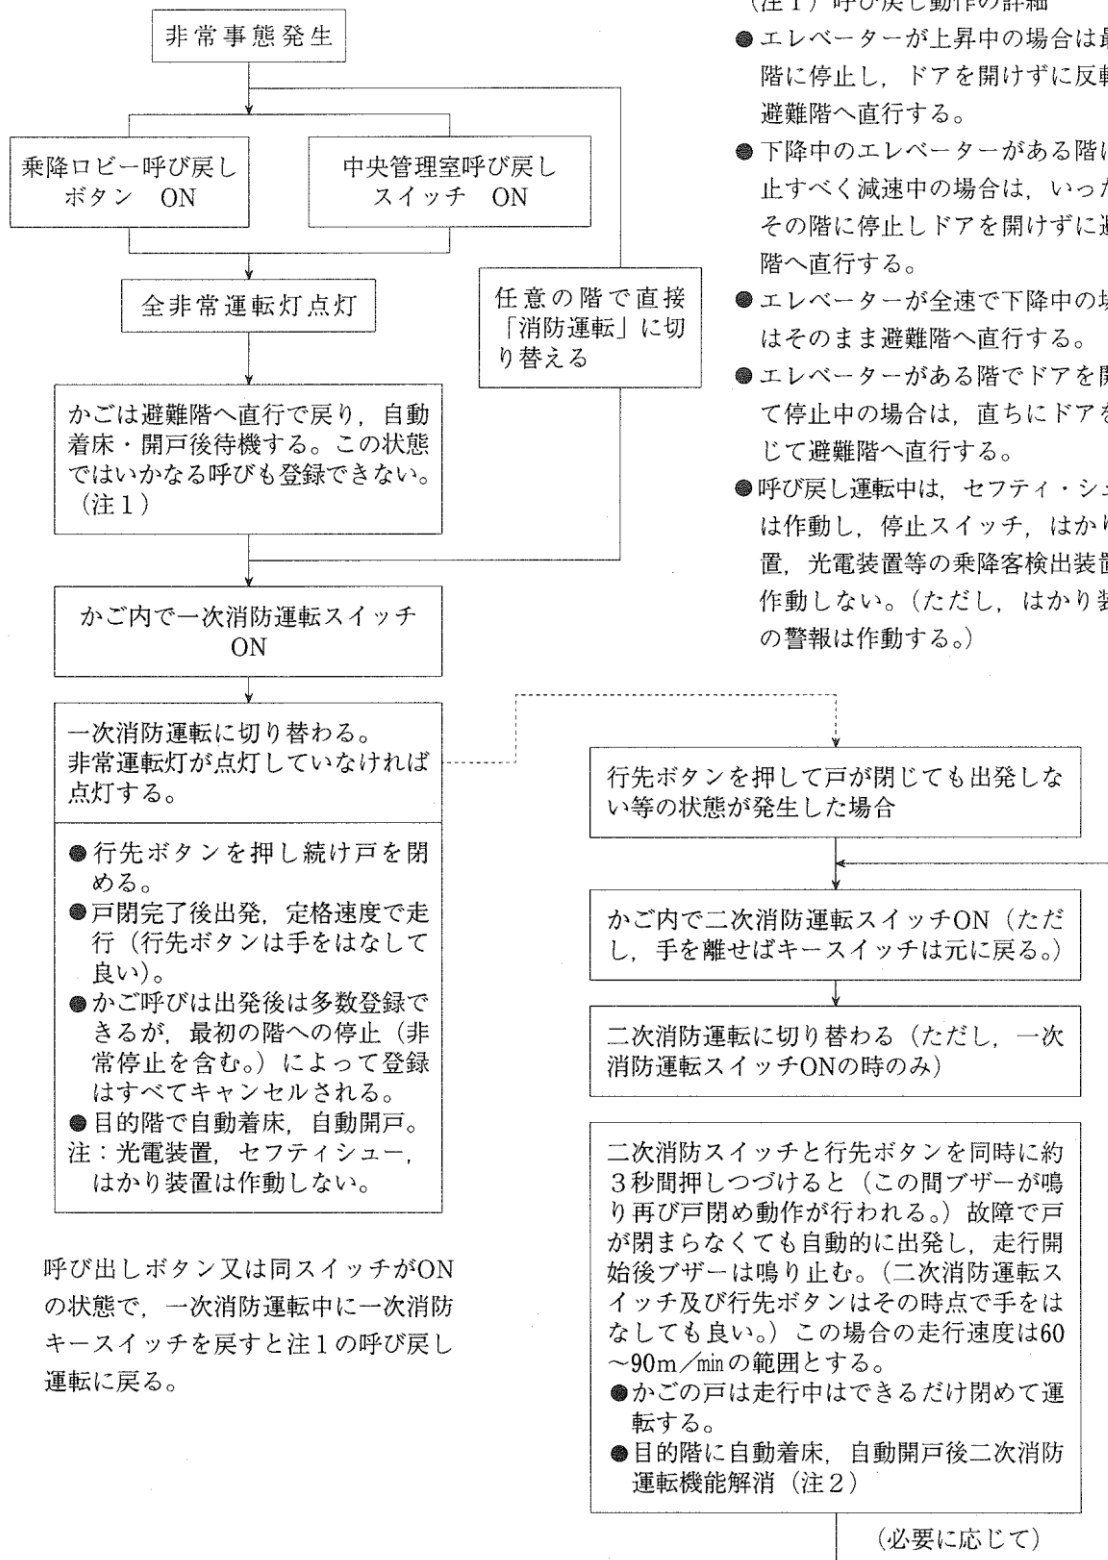 非常事態発生
乗降ロビー呼び戻し
ボタン　ON
中央管理室呼び戻し
スイッチ　ON
全非常運転灯点灯
任意の階で直接
「消防運転」に切
り替える
かごは避難階へ直行で戻り，自動
着床・開戸後待機する。この状態
ではいかなる呼びも登録できない。
（注１）
かご内で一次消防運転スイッチ
ON
一次消防運転に切り替わる。
非常運転灯が点灯していなければ
点灯する。
●行先ボタンを押し続け戸を閉
める。
●戸閉完了後出発，定格速度で走
行（行先ボタンは手をはなして
良い）。
●かご呼びは出発後は多数登録で
きるが，最初の階への停止（非
常停止を含む。）によって登録
はすべてキャンセルされる。
●目的階で自動着床，自動開戸。
注：光電装置，セフティシュー，
はかり装置は作動しない。
呼び出しボタン又は同スイッチがON
の状態で，一次消防運転中に一次消防
キースイッチを戻すと注１の呼び戻し
運転に戻る。
（注１）呼び戻し動作の詳細
●エレベーターが上昇中の場合は
階に停止し，ドアを開けずに反
避難階へ直行する。
●下降中のエレベーターがある階
止すべく減速中の場合は，いっ
その階に停止しドアを開けずに
階へ直行する。
●エレベーターが全速で下降中の
はそのまま避難階へ直行する。
●エレベーターがある階でドアを
て停止中の場合は，直ちにドア
じて避難階へ直行する。
●呼び戻し運転中は，セフティ・シ
は作動し，停止スイッチ，はか
置，光電装置等の乗降客検出装
作動しない。（ただし，はかり
の警報は作動する。）
行先ボタンを押して戸が閉じても出発しな
い等の状態が発生した場合
かご内で二次消防運転スイッチON（ただ
し，手を離せばキースイッチは元に戻る。）
二次消防運転に切り替わる（ただし，一次
消防運転スイッチONの時のみ）
二次消防スイッチと行先ボタンを同時に約
３秒間押しつづけると（この間ブザーが鳴
り再び戸閉め動作が行われる。）故障で戸
が閉まらなくても自動的に出発し，走行開
始後ブザーは鳴り止む。（二次消防運転ス
イッチ及び行先ボタンはその時点で手をは
なしても良い。）この場合の走行速度は60
～90m／㎜inの範囲とする。
●かごの戸は走行中はできるだけ閉めて運
転する。
●目的階に自動着床，自動開戸後二次消防
運転機能解消（注２）
（必要に応じて）